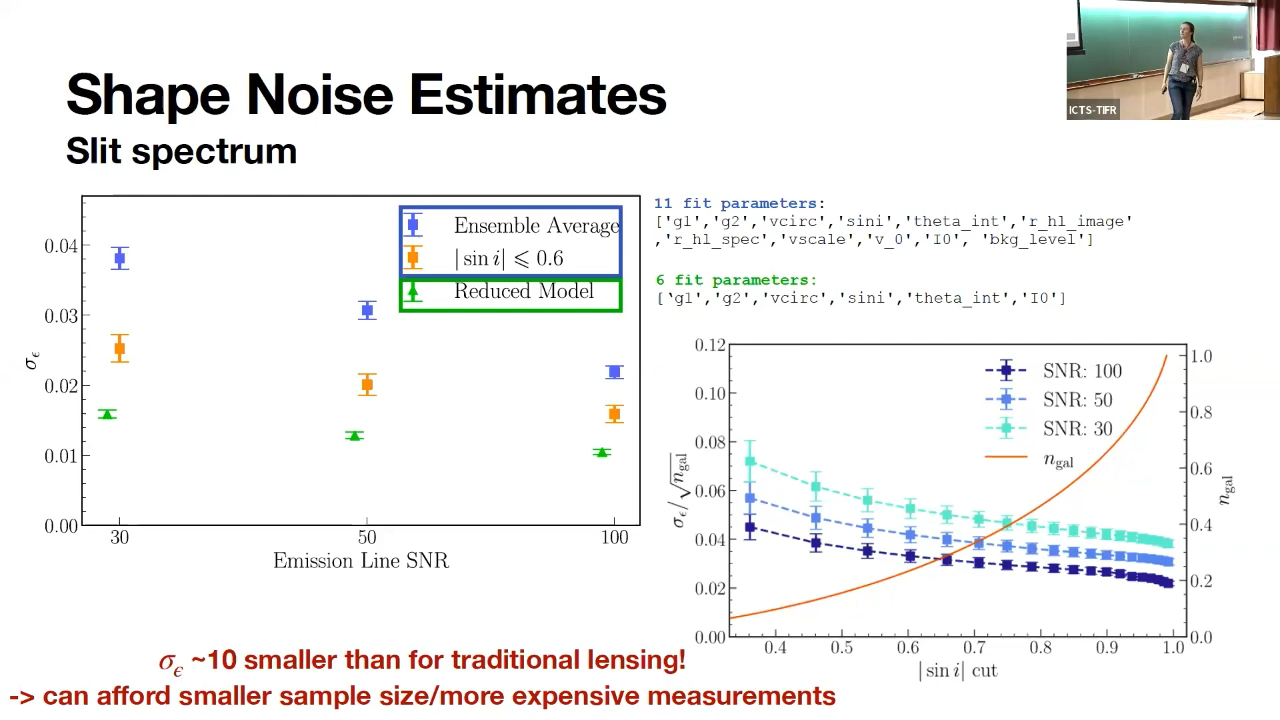 Shape Noise Estimates
Slit spectrum
ICTS-TIFR
Ensemble Average
|sin i| ⩽ 0.6
Reduced Model
0.04
0.03
0.02
0.01
0.00
σϵ
30
50
100
Emission Line SNR
11 fit parameters:
['g1','g2','vcirc','sini','theta_int','r_hl_image'
,'r_hl_spec','vscale','v_0','I0', 'bkg_level']
6 fit parameters:
['g1','g2','vcirc','sini','theta_int','I0']
SNR: 100
SNR: 50
SNR: 30
n_gal
0.12
0.10
0.08
0.06
0.04
0.02
0.00
σϵ/√n_gal
1.0
0.8
0.6
0.4
0.2
0.0
n_gal
0.4
0.5
0.6
0.7
0.8
0.9
1.0
|sin i| cut
σϵ ~10 smaller than for traditional lensing!
-> can afford smaller sample size/more expensive measurements